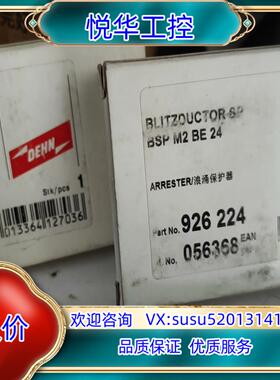 悦华工控
DEHN
Stk/pcs 1
4013364127036
BLITZDUCTOR SP
BSP M2 BE 24
ARRESTER/浪涌保护器
Part No. 926 224
056368 EAN
价
欢迎咨询 VX:susu52013141
品质保证 优质服务